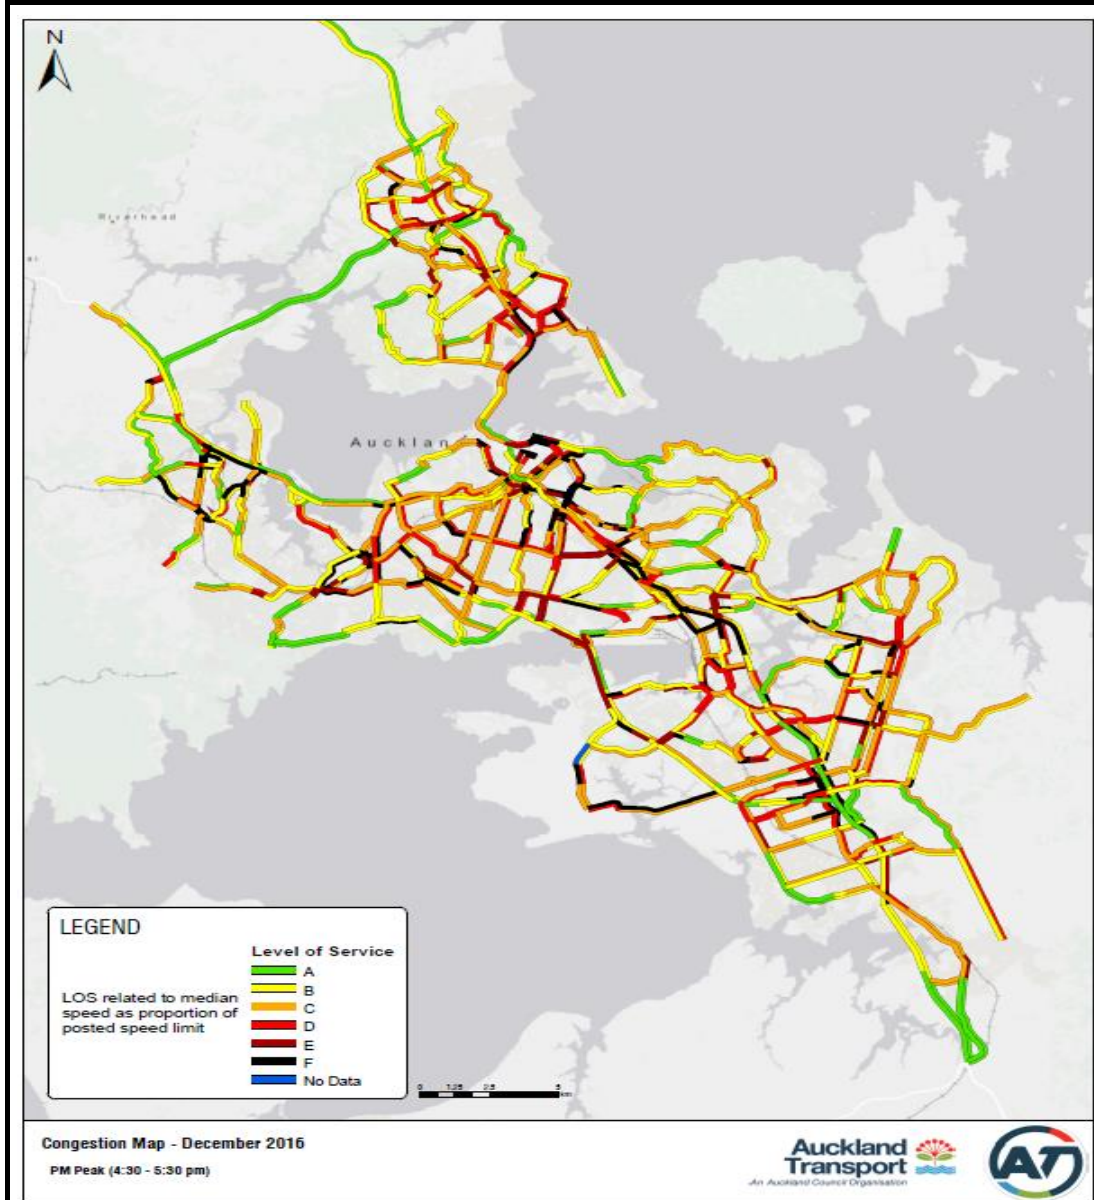 N
Riverhead
Aucklan
LEGEND
Level of Service
LOS related to median
speed as proportion of
posted speed limit
A
B
C
D
E
F
No Data
0 1.25 2.5 5
km
Congestion Map - December 2016
PM Peak (4:30 - 5:30 pm)
Auckland
Transport
An Auckland Council Organisation
AT